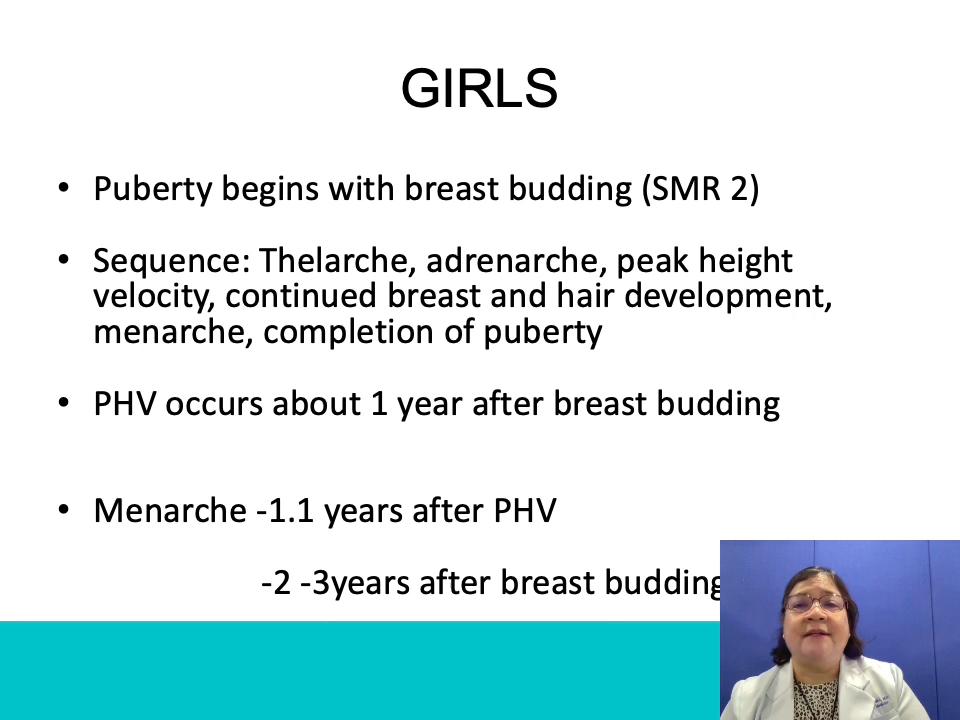 GIRLS
• Puberty begins with breast budding (SMR 2)
• Sequence: Thelarche, adrenarche, peak height
velocity, continued breast and hair development,
menarche, completion of puberty
• PHV occurs about 1 year after breast budding
• Menarche -1.1 years after PHV
-2 -3years after breast budding